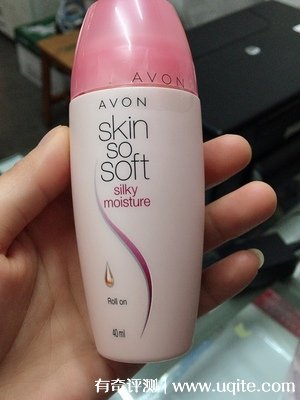 AVON
AVON
skin
so
soft
silky
moisture
Roll on
40 ml
有奇评测 | www.uqite.com